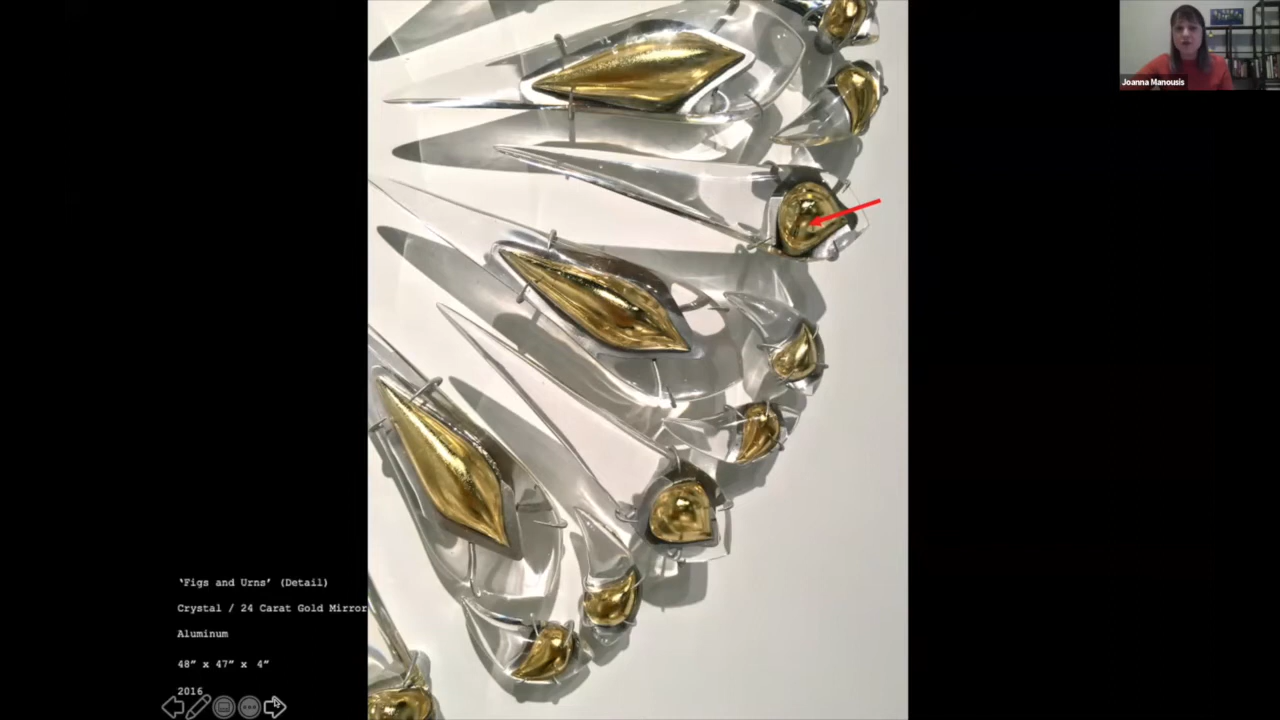 Joanna Manousis
‘Figs and Urns’ (Detail)
Crystal / 24 Carat Gold Mirror
Aluminum
48” x 47” x 4”
2016